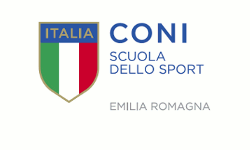 ITALIA
CONI
SCUOLA
DELLO SPORT
EMILIA ROMAGNA